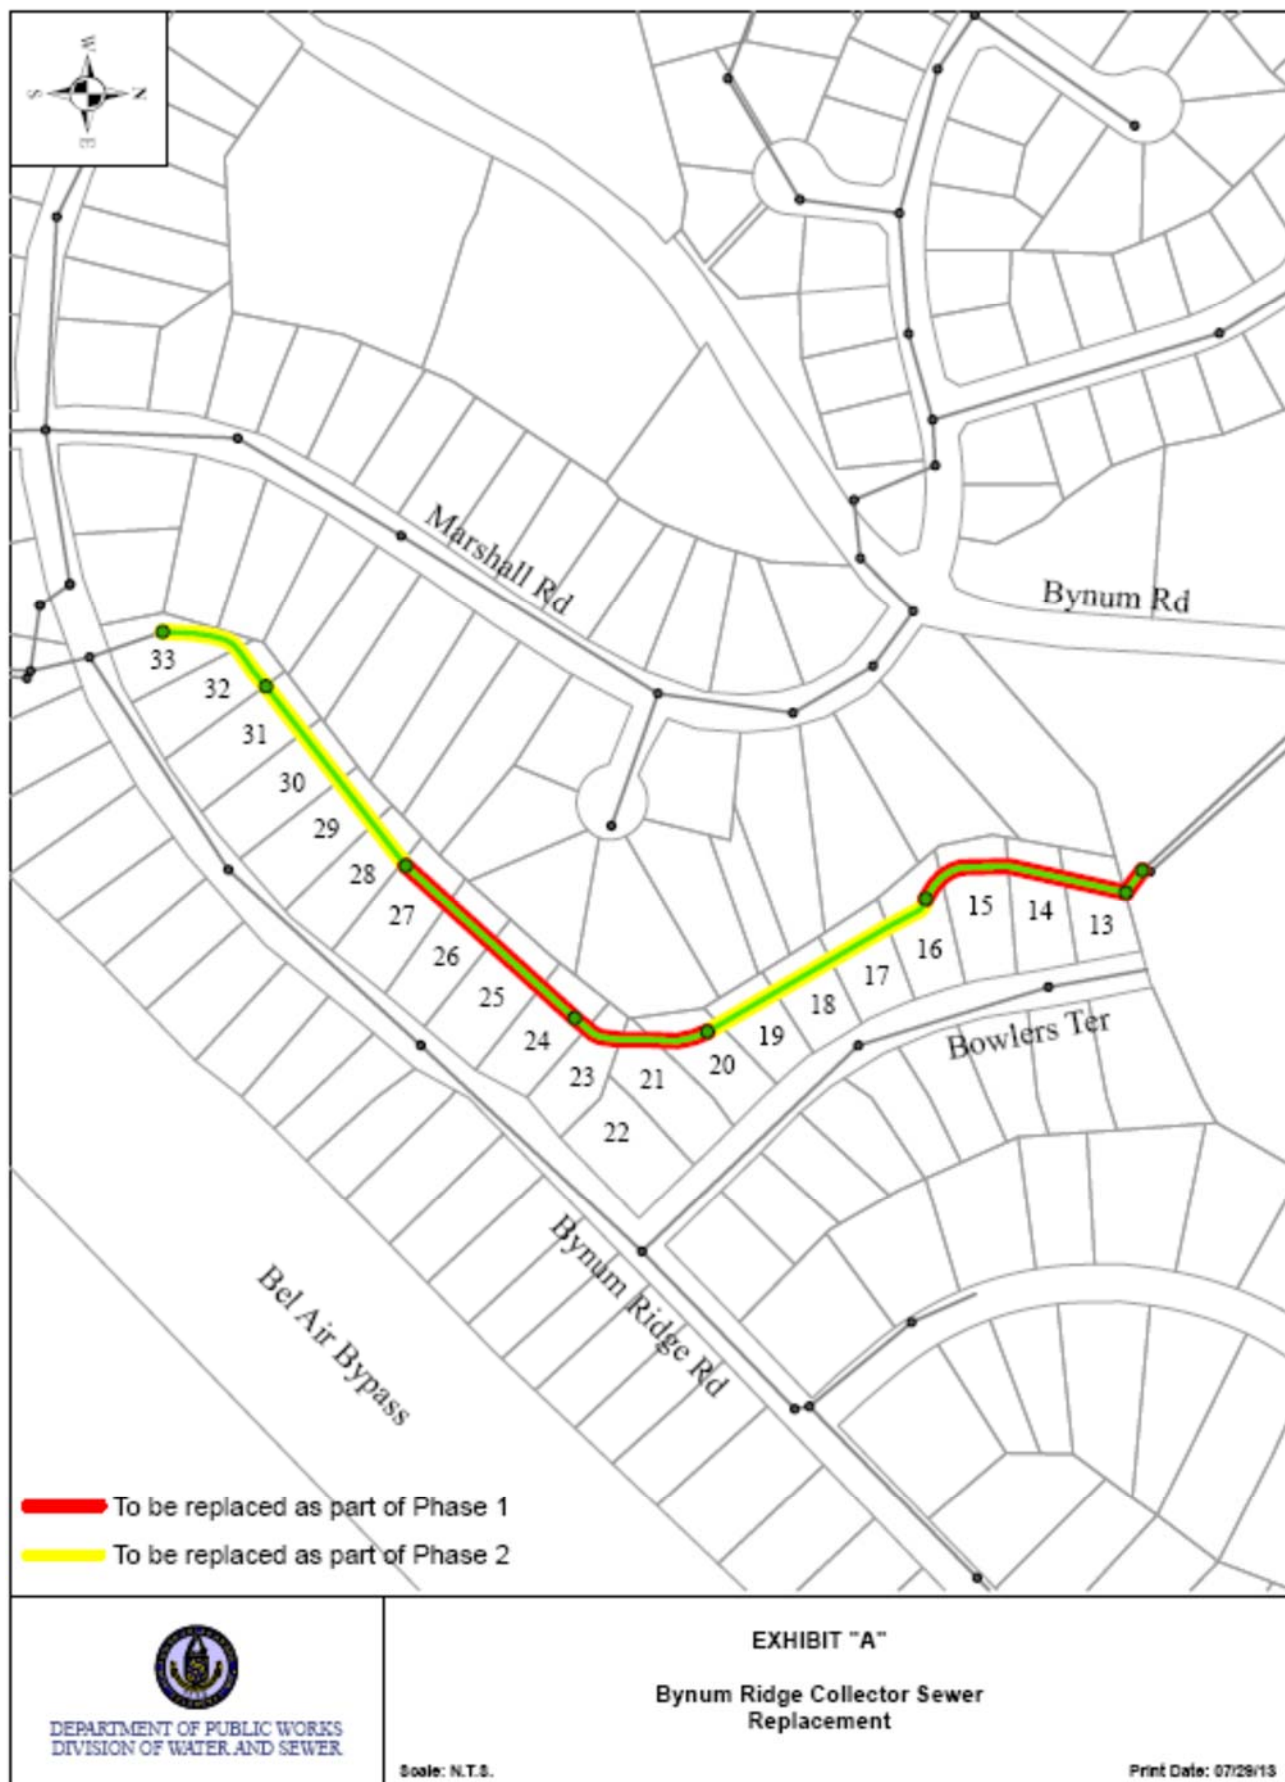 W
S
N
E
Marshall Rd
Bynum Rd
33
32
31
30
29
28
27
26
25
24
23
22
21
20
19
18
17
16
15
14
13
Bowlers Ter
Bynum Ridge Rd
Bel Air Bypass
To be replaced as part of Phase 1
To be replaced as part of Phase 2
DEPARTMENT OF PUBLIC WORKS
DIVISION OF WATER AND SEWER
EXHIBIT "A"
Bynum Ridge Collector Sewer
Replacement
Scale: N.T.S.
Print Date: 07/29/13